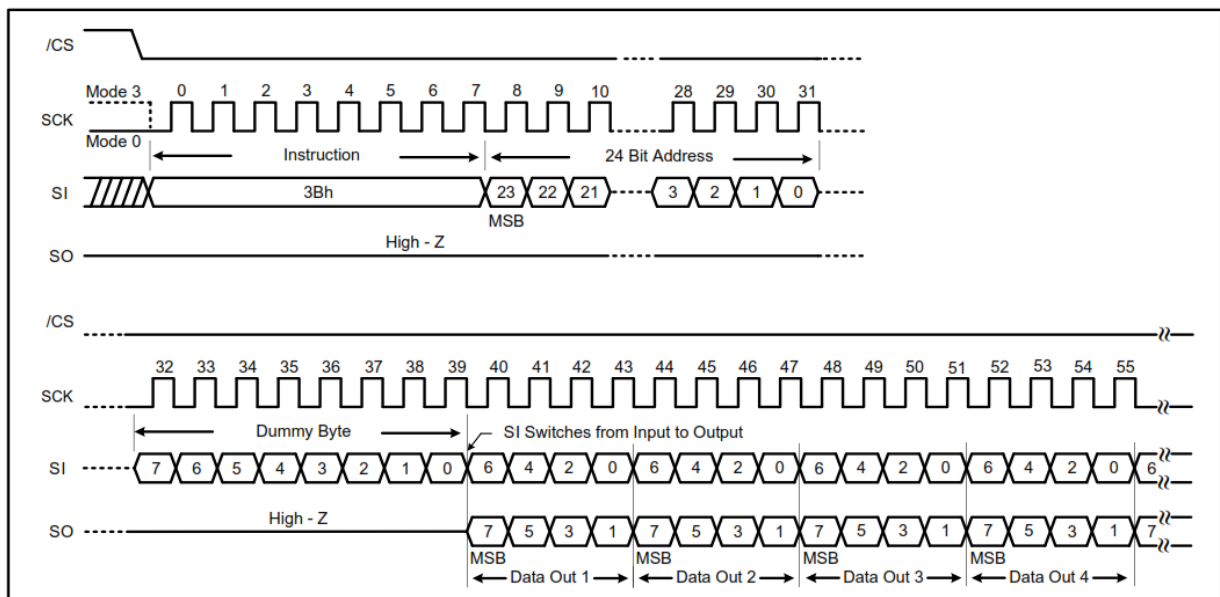 /CS
Mode 3 0 1 2 3 4 5 6 7 8 9 10 28 29 30 31
SCK
Mode 0
Instruction 24 Bit Address
SI 3Bh 23 22 21 3 2 1 0
MSB
High - Z
SO
/CS
32 33 34 35 36 37 38 39 40 41 42 43 44 45 46 47 48 49 50 51 52 53 54 55
SCK
Dummy Byte SI Switches from Input to Output
SI 7 6 5 4 3 2 1 0 6 4 2 0 6 4 2 0 6 4 2 0 6 4 2 0 6
High - Z
SO 7 5 3 1 7 5 3 1 7 5 3 1 7 5 3 1 7
MSB MSB MSB MSB
Data Out 1 Data Out 2 Data Out 3 Data Out 4